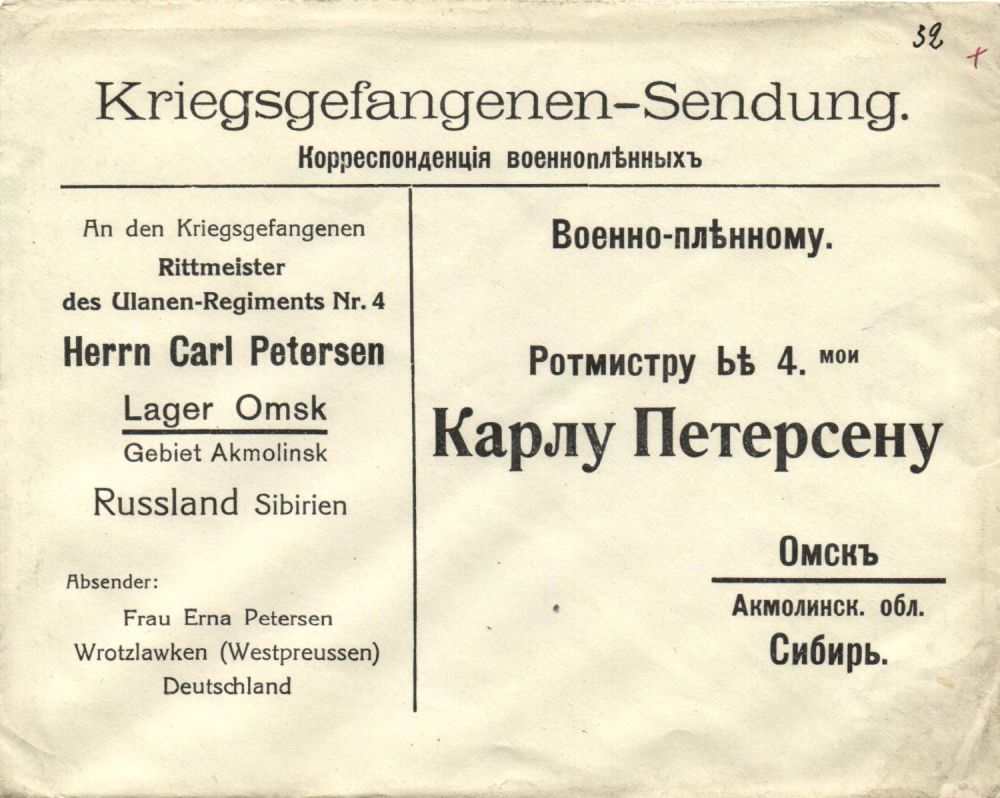 32
Kriegsgefangenen-Sendung.
Корреспонденція военноплѣнныхъ
An den Kriegsgefangenen
Rittmeister
des Ulanen-Regiments Nr. 4
Herrn Carl Petersen
Lager Omsk
Gebiet Akmolinsk
Russland Sibirien
Absender:
Frau Erna Petersen
Wrotzlawken (Westpreussen)
Deutschland
Военно-плѣнному.
Ротмистру Ьѣ 4. мои
Карлу Петерсену
Омскъ
Акмолинск. обл.
Сибирь.